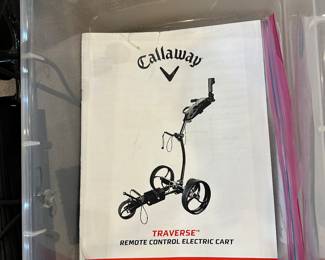 Callaway
TRAVERSE™
REMOTE CONTROL ELECTRIC CART